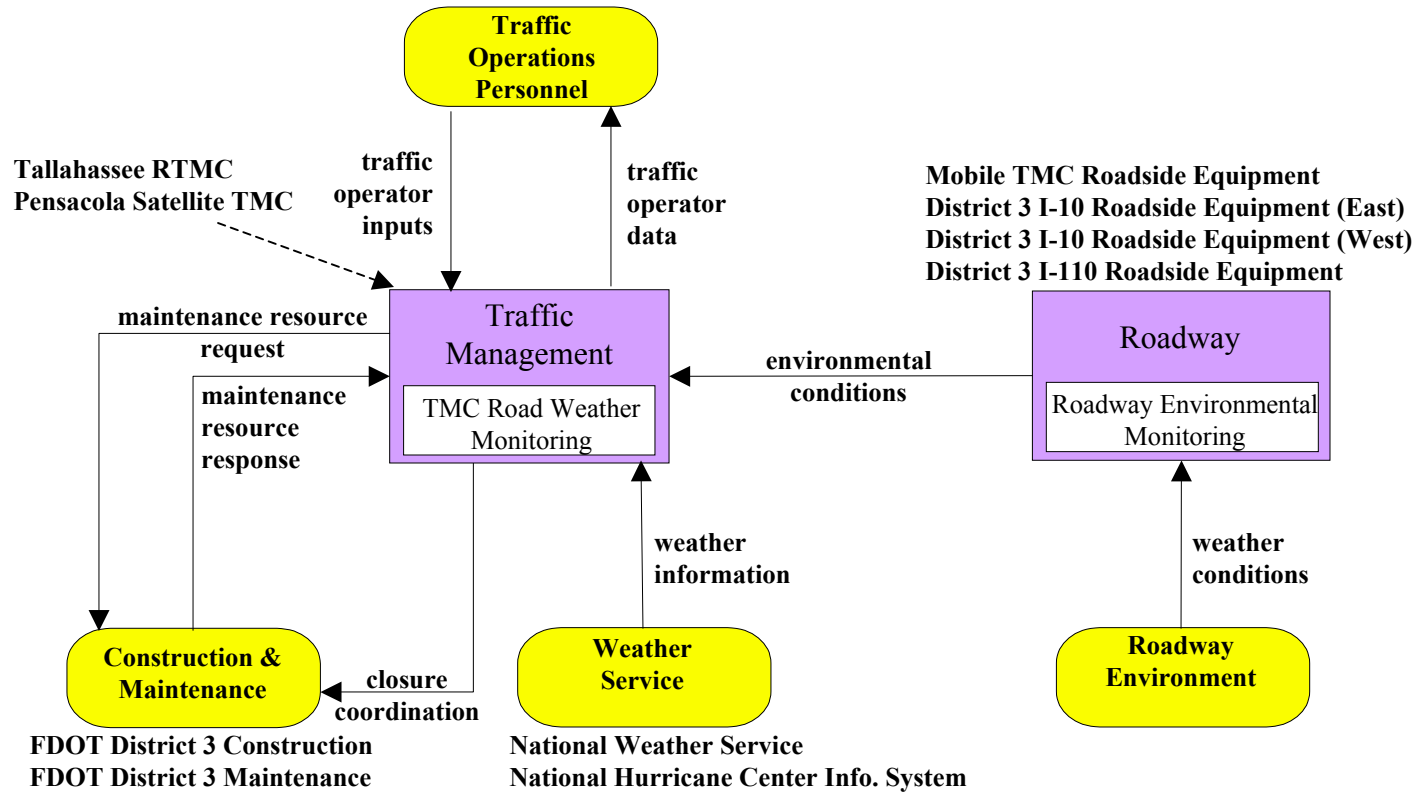 Traffic
Operations
Personnel
Tallahassee RTMC
Pensacola Satellite TMC
traffic
operator
inputs
traffic
operator
data
Mobile TMC Roadside Equipment
District 3 I-10 Roadside Equipment (East)
District 3 I-10 Roadside Equipment (West)
District 3 I-110 Roadside Equipment
maintenance resource
request
maintenance
resource
response
Traffic
Management
TMC Road Weather
Monitoring
environmental
conditions
Roadway
Roadway Environmental
Monitoring
weather
information
weather
conditions
Construction &
Maintenance
closure
coordination
Weather
Service
Roadway
Environment
FDOT District 3 Construction
FDOT District 3 Maintenance
National Weather Service
National Hurricane Center Info. System